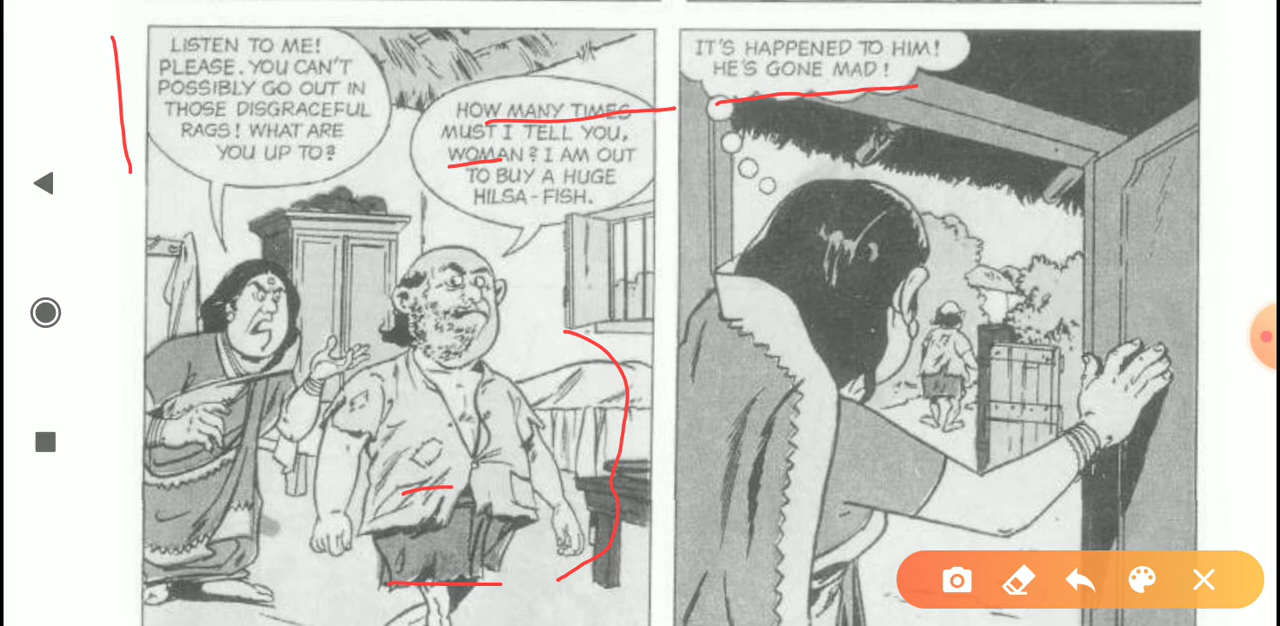 LISTEN TO ME!
PLEASE. YOU CAN'T
POSSIBLY GO OUT IN
THOSE DISGRACEFUL
RAGS! WHAT ARE
YOU UP TO?
HOW MANY TIMES
MUST I TELL YOU,
WOMAN? I AM OUT
TO BUY A HUGE
HILSA-FISH.
IT'S HAPPENED TO HIM!
HE'S GONE MAD!